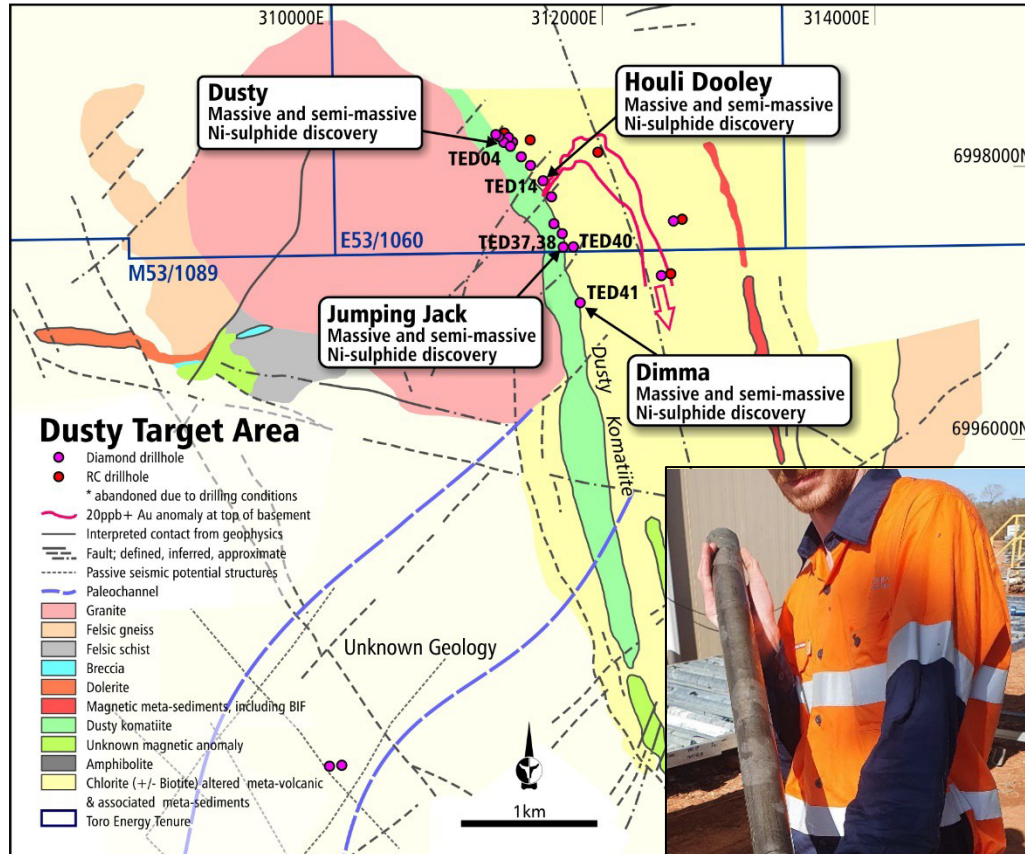 310000E
312000E
314000E
Dusty
Massive and semi-massive
Ni-sulphide discovery
Houli Dooley
Massive and semi-massive
Ni-sulphide discovery
TED04
6998000N
TED14
E53/1060
TED37,38
TED40
M53/1089
TED41
Jumping Jack
Massive and semi-massive
Ni-sulphide discovery
Dimma
Massive and semi-massive
Ni-sulphide discovery
Dusty Komatiite
6996000N
Dusty Target Area
Diamond drillhole
RC drillhole
* abandoned due to drilling conditions
20ppb+ Au anomaly at top of basement
Interpreted contact from geophysics
Fault; defined, inferred, approximate
Passive seismic potential structures
Paleochannel
Granite
Felsic gneiss
Felsic schist
Breccia
Dolerite
Magnetic meta-sediments, including BIF
Dusty komatiite
Unknown magnetic anomaly
Amphibolite
Chlorite (+/- Biotite) altered meta-volcanic
& associated meta-sediments
Toro Energy Tenure
Unknown Geology
1km